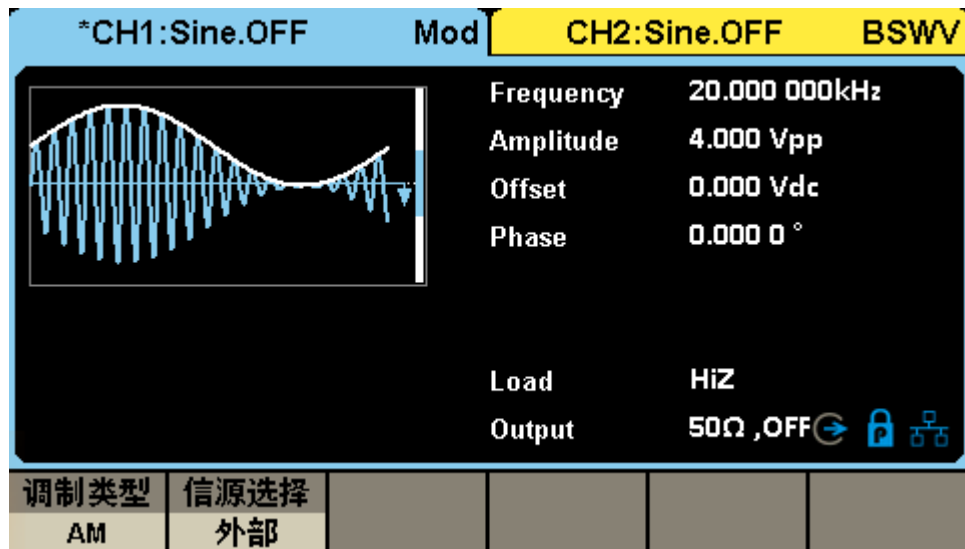 *CH1:Sine.OFF Mod CH2:Sine.OFF BSWV
Frequency 20.000 000kHz
Amplitude 4.000 Vpp
Offset 0.000 Vdc
Phase 0.000 0 °
Load HiZ
Output 50Ω ,OFF P
调制类型 信源选择
AM 外部